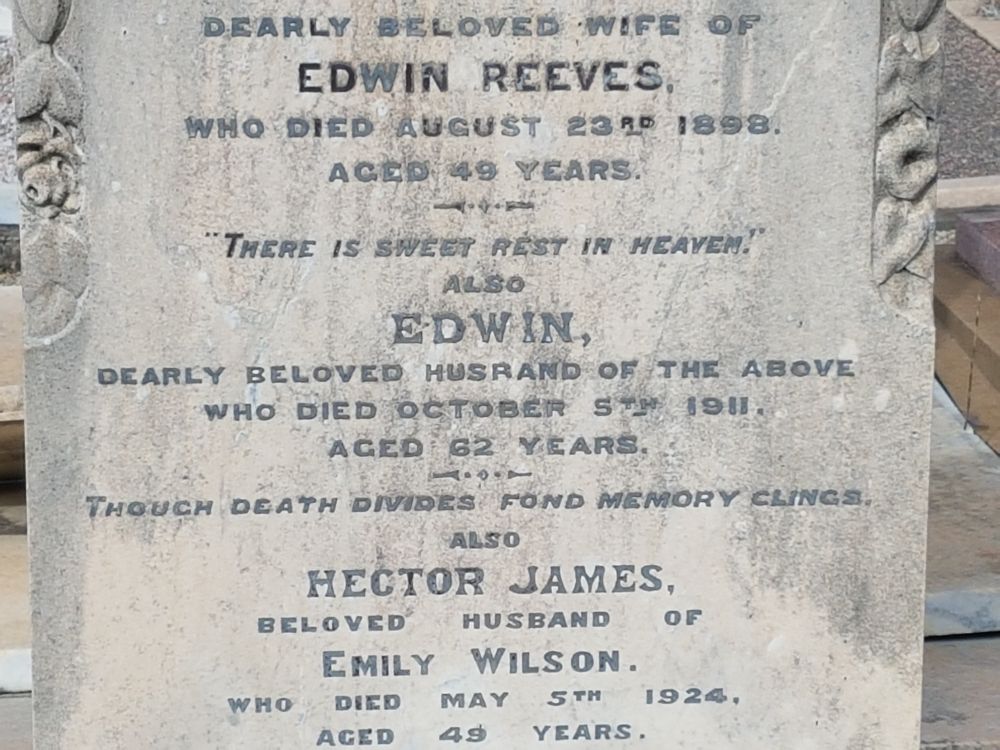 DEARLY BELOVED WIFE OF
EDWIN REEVES,
WHO DIED AUGUST 23RD 1898.
AGED 49 YEARS.
"THERE IS SWEET REST IN HEAVEN."
ALSO
EDWIN,
DEARLY BELOVED HUSBAND OF THE ABOVE
WHO DIED OCTOBER 5TH 1911.
AGED 62 YEARS.
THOUGH DEATH DIVIDES FOND MEMORY CLINGS.
ALSO
HECTOR JAMES,
BELOVED HUSBAND OF
EMILY WILSON.
WHO DIED MAY 5TH 1924,
AGED 49 YEARS.